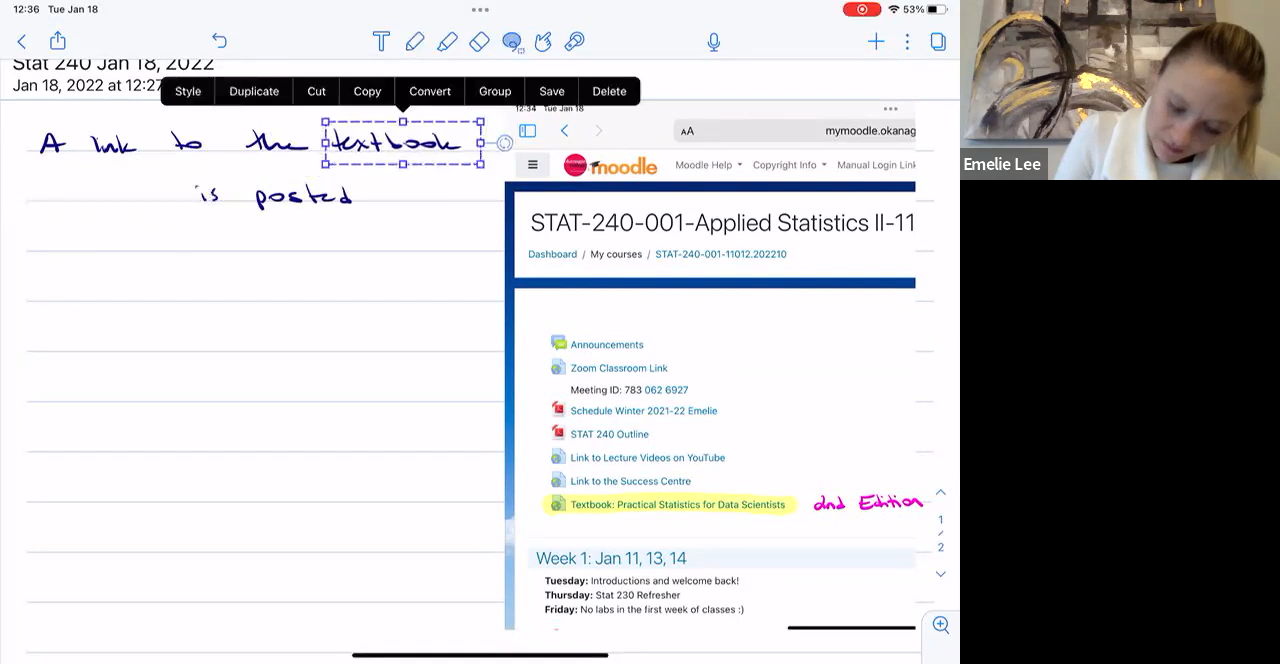 12:36 Tue Jan 18
53%
Stat 240 Jan 18, 2022
Jan 18, 2022 at 12:27
Style Duplicate Cut Copy Convert Group Save Delete
A link to the textbook
is posted
12:34 Tue Jan 18
AA mymoodle.okanag
moodle Moodle Help Copyright Info Manual Login Link
STAT-240-001-Applied Statistics II-11
Dashboard / My courses / STAT-240-001-11012.202210
Announcements
Zoom Classroom Link
Meeting ID: 783 062 6927
Schedule Winter 2021-22 Emelie
STAT 240 Outline
Link to Lecture Videos on YouTube
Link to the Success Centre
Textbook: Practical Statistics for Data Scientists 2nd Edition
Week 1: Jan 11, 13, 14
Tuesday: Introductions and welcome back!
Thursday: Stat 230 Refresher
Friday: No labs in the first week of classes :)
1
/
2
Emelie Lee